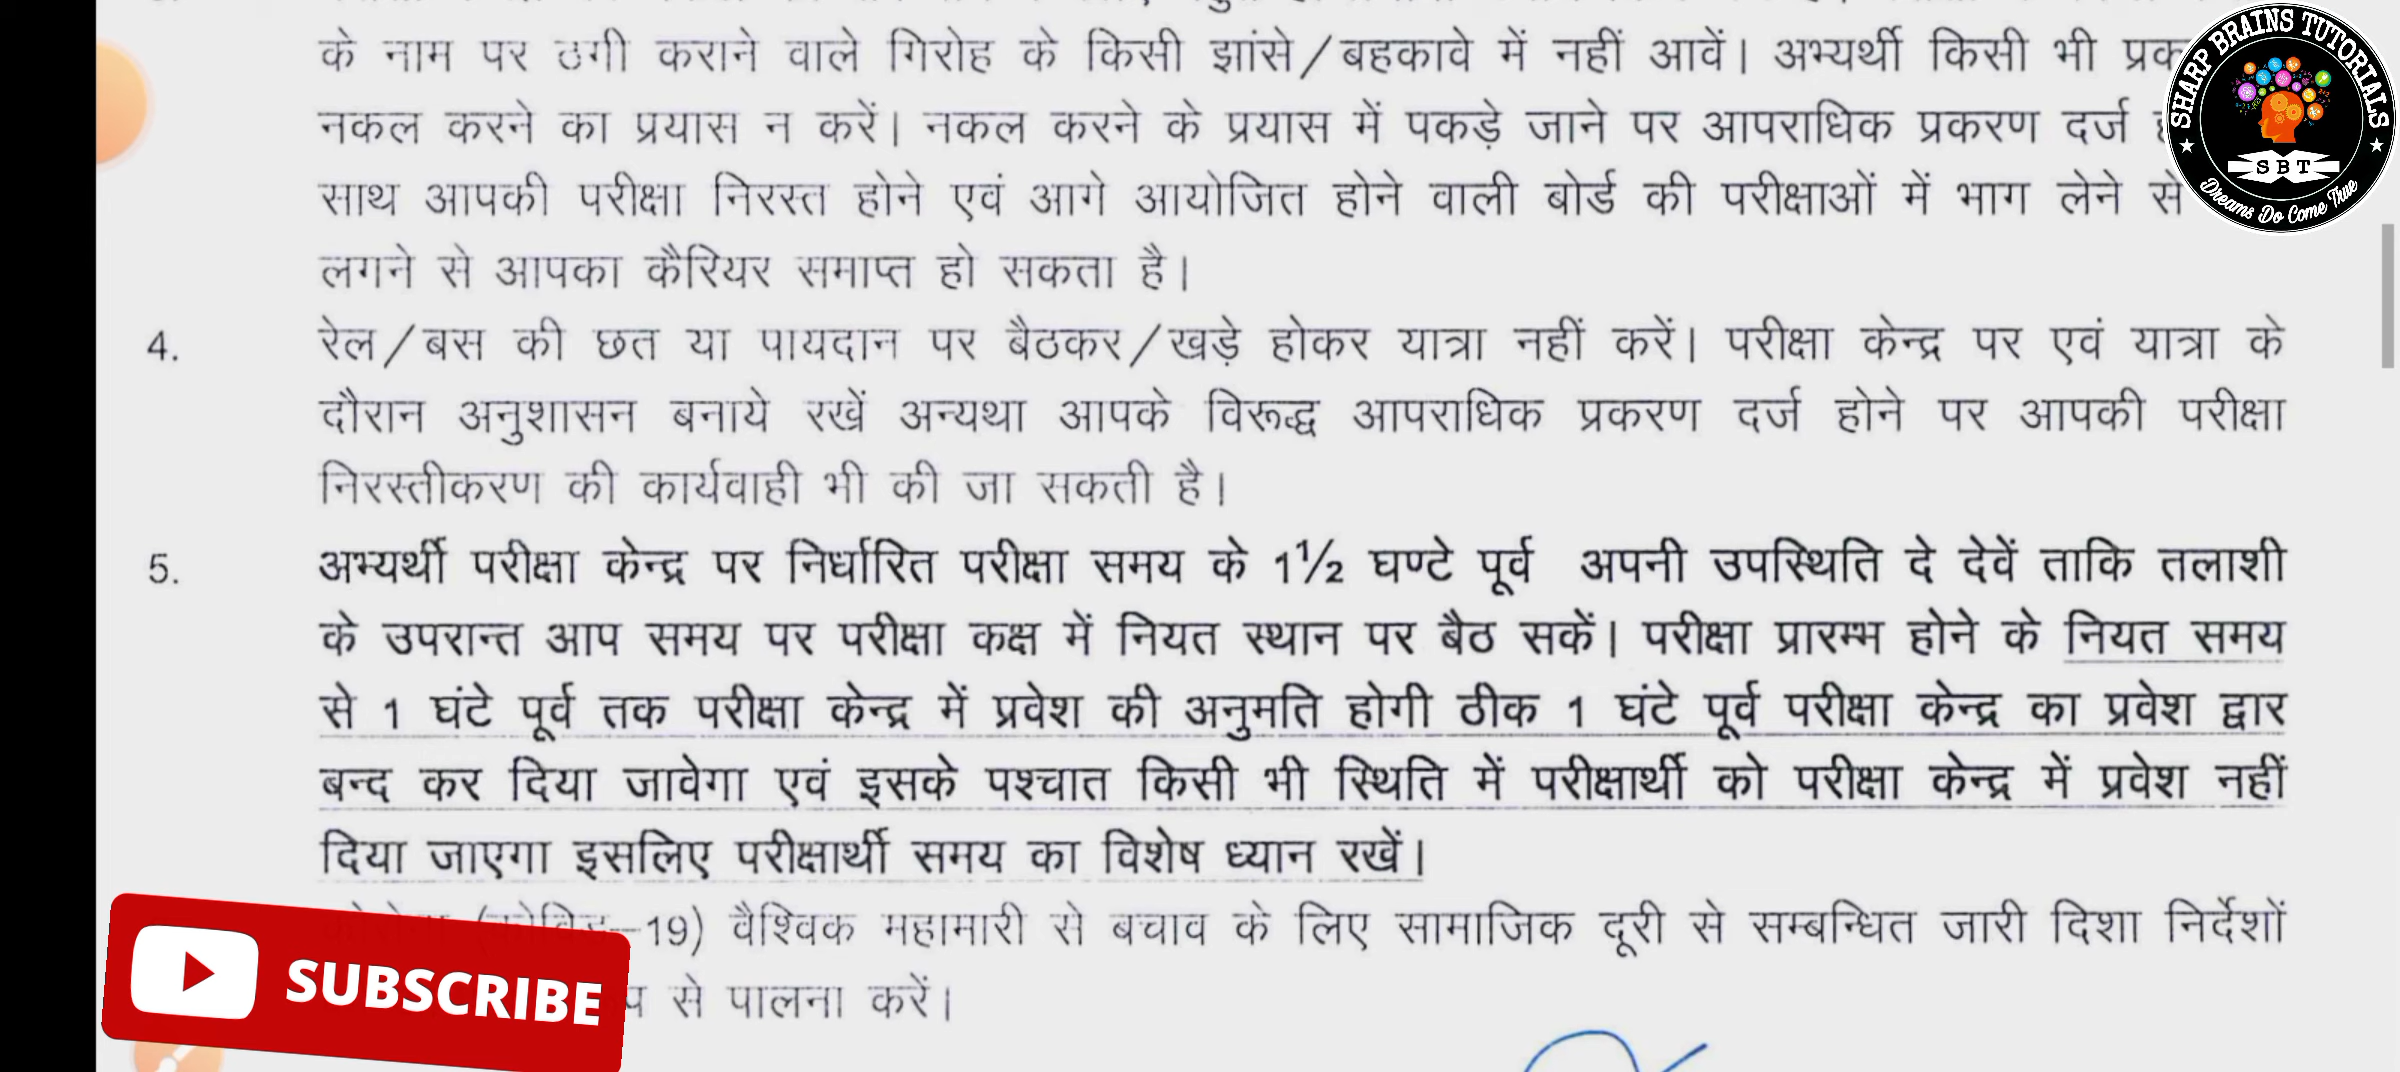 के नाम पर ठगी कराने वाले गिरोह के किसी झांसे/बहकावे में नहीं आवें। अभ्यर्थी किसी भी
नकल करने का प्रयास न करें। नकल करने के प्रयास में पकड़े जाने पर आपराधिक प्रकरण दर्ज
साथ आपकी परीक्षा निरस्त होने एवं आगे आयोजित होने वाली बोर्ड की परीक्षाओं में भाग लेने से
लगने से आपका कैरियर समाप्त हो सकता है।
4. रेल/बस की छत या पायदान पर बैठकर/खड़े होकर यात्रा नहीं करें। परीक्षा केन्द्र पर एवं यात्रा के
दौरान अनुशासन बनाये रखें अन्यथा आपके विरूद्ध आपराधिक प्रकरण दर्ज होने पर आपकी परीक्षा
निरस्तीकरण की कार्यवाही भी की जा सकती है।
5. अभ्यर्थी परीक्षा केन्द्र पर निर्धारित परीक्षा समय के 1½ घण्टे पूर्व अपनी उपस्थिति दे देवें ताकि तलाशी
के उपरान्त आप समय पर परीक्षा कक्ष में नियत स्थान पर बैठ सकें। परीक्षा प्रारम्भ होने के नियत समय
से 1 घंटे पूर्व तक परीक्षा केन्द्र में प्रवेश की अनुमति होगी ठीक 1 घंटे पूर्व परीक्षा केन्द्र का प्रवेश द्वार
बन्द कर दिया जावेगा एवं इसके पश्चात किसी भी स्थिति में परीक्षार्थी को परीक्षा केन्द्र में प्रवेश नहीं
दिया जाएगा इसलिए परीक्षार्थी समय का विशेष ध्यान रखें।
–19) वैश्विक महामारी से बचाव के लिए सामाजिक दूरी से सम्बन्धित जारी दिशा निर्देशों
से पालना करें।
SUBSCRIBE
SHARP BRAINS TUTORIALS
SBT
Dreams Do Come True